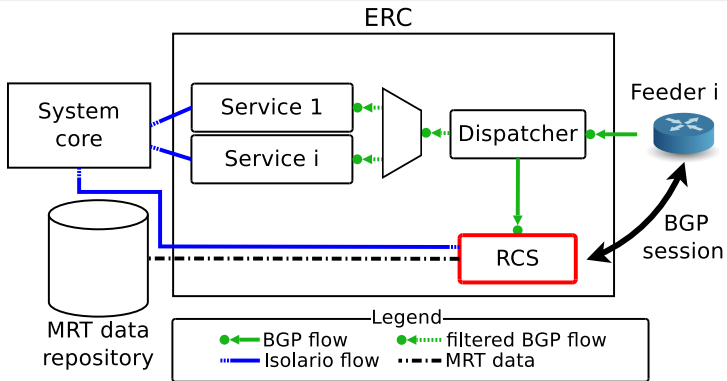 ERC
System
core
Service 1
Service i
Dispatcher
Feeder i
BGP
session
RCS
MRT data
repository
Legend
BGP flow
filtered BGP flow
Isolario flow
MRT data